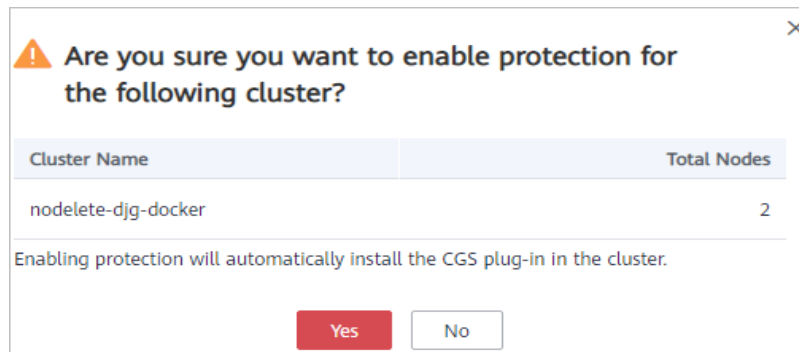 Are you sure you want to enable protection for
the following cluster?
Cluster Name Total Nodes
nodelete-djg-docker 2
Enabling protection will automatically install the CGS plug-in in the cluster.
Yes No